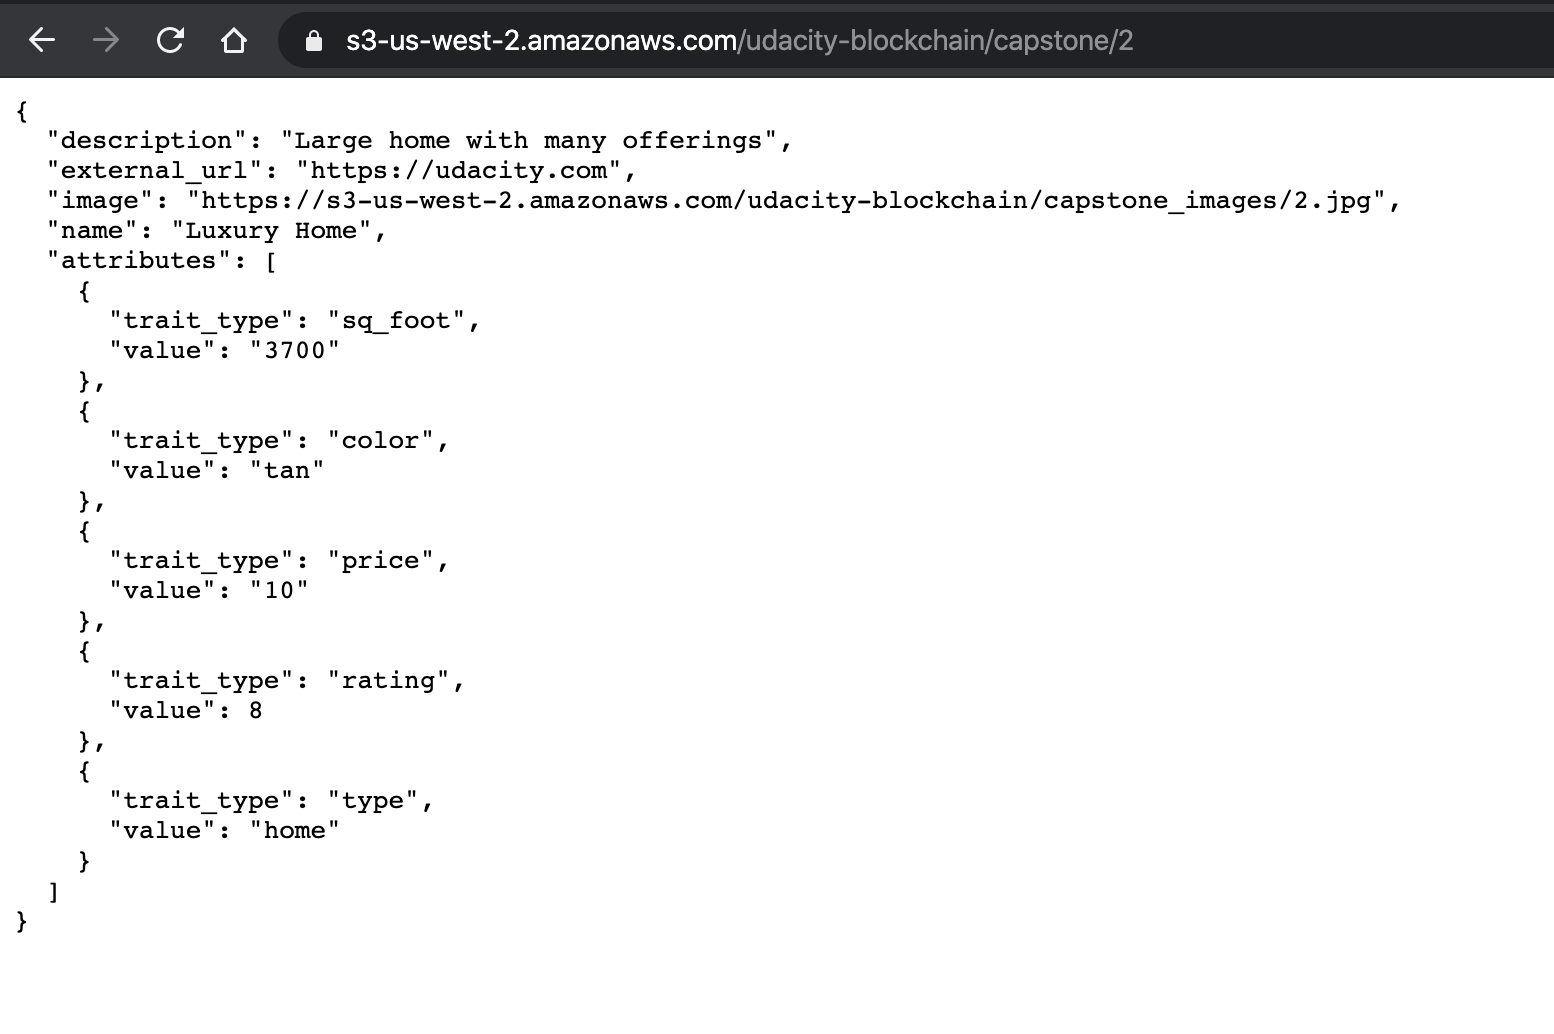 s3-us-west-2.amazonaws.com/udacity-blockchain/capstone/2
{
  "description": "Large home with many offerings",
  "external_url": "https://udacity.com",
  "image": "https://s3-us-west-2.amazonaws.com/udacity-blockchain/capstone_images/2.jpg",
  "name": "Luxury Home",
  "attributes": [
    {
      "trait_type": "sq_foot",
      "value": "3700"
    },
    {
      "trait_type": "color",
      "value": "tan"
    },
    {
      "trait_type": "price",
      "value": "10"
    },
    {
      "trait_type": "rating",
      "value": 8
    },
    {
      "trait_type": "type",
      "value": "home"
    }
  ]
}